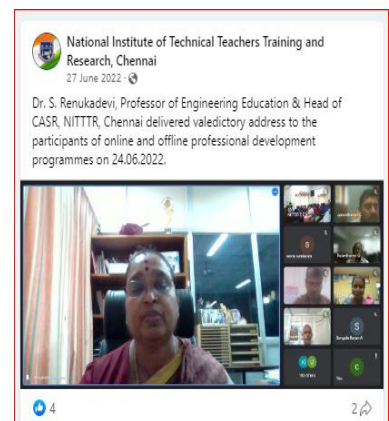 National Institute of Technical Teachers Training and
Research, Chennai
27 June 2022 ·
Dr. S. Renukadevi, Professor of Engineering Education & Head of
CASR, NITTTR, Chennai delivered valedictory address to the
participants of online and offline professional development
programmes on 24.06.2022.
S
S
C
4
2